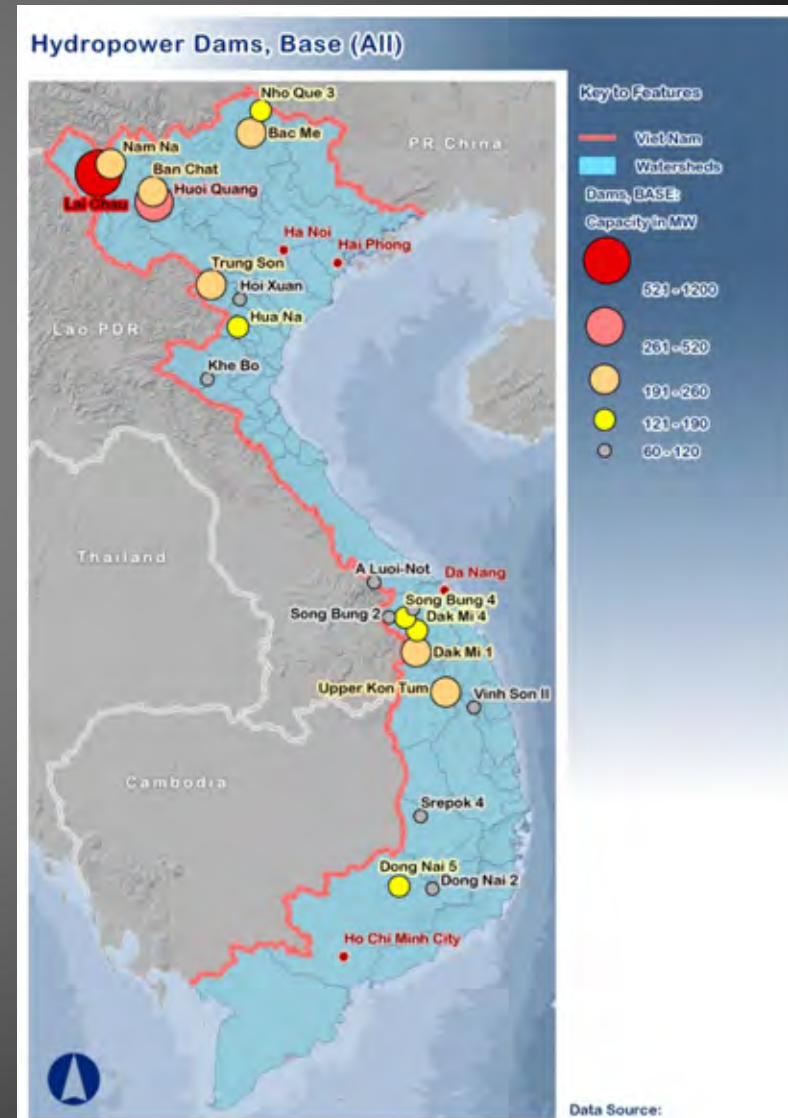 Hydropower Dams, Base (All)
Nho Que 3
Bac Me
PR China
Nam Na
Ban Chat
Huoi Quang
Lai Chau
Ha Noi
Hai Phong
Trung Son
Hoi Xuan
Hua Na
Lao PDR
Khe Bo
Thailand
A Luoi-Not
Da Nang
Song Bung 4
Song Bung 2
Dak Mi 4
Dak Mi 1
Upper Kon Tum
Vinh Son II
Cambodia
Srepok 4
Dong Nai 5
Dong Nai 2
Ho Chi Minh City
Key to Features
Viet Nam
Watersheds
Dams, BASE:
Capacity in MW
521 - 1200
261 - 520
191 - 260
121 - 190
60 - 120
Data Source: